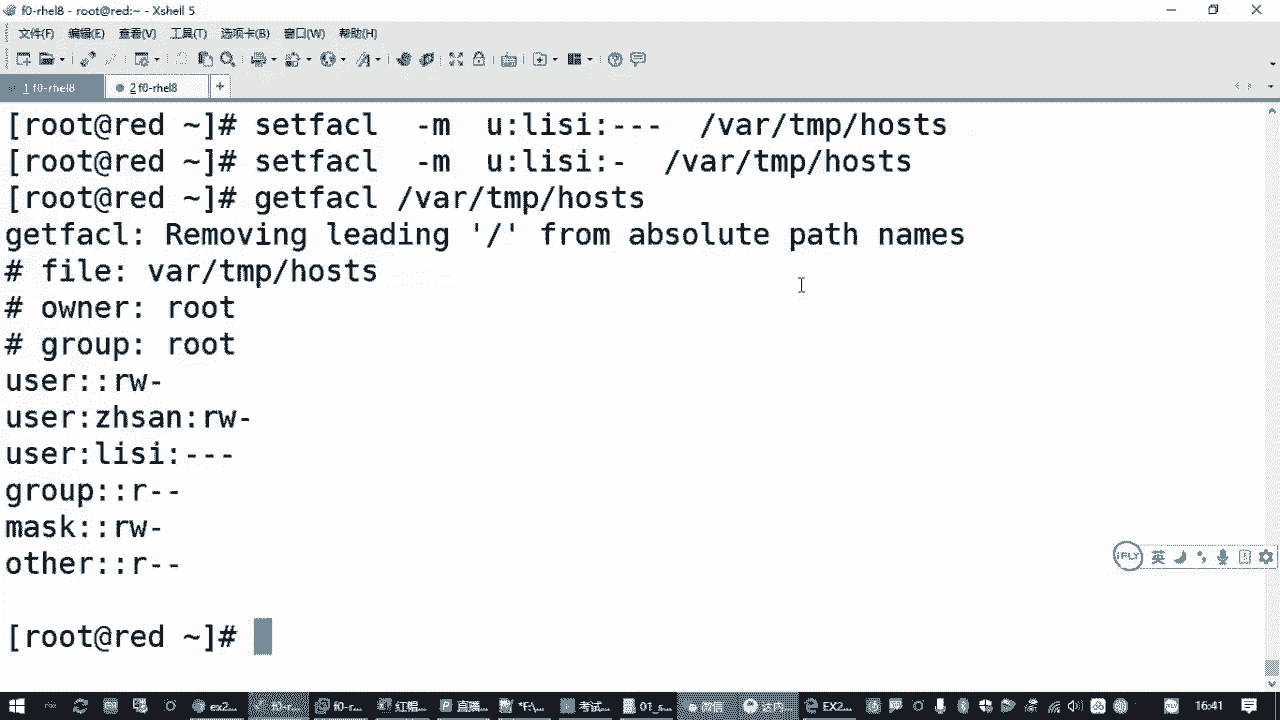 f0-rhel8 - root@red:~ - Xshell 5
文件(F) 编辑(E) 查看(V) 工具(T) 选项卡(B) 窗口(W) 帮助(H)
1 f0-rhel8 2 f0-rhel8 +
[root@red ~]# setfacl  -m  u:lisi:---  /var/tmp/hosts
[root@red ~]# setfacl  -m  u:lisi:-  /var/tmp/hosts
[root@red ~]# getfacl /var/tmp/hosts
getfacl: Removing leading '/' from absolute path names
# file: var/tmp/hosts
# owner: root
# group: root
user::rw-
user:zhsan:rw-
user:lisi:---
group::r--
mask::rw-
other::r--
[root@red ~]#
iFLY 英
ex2... f0-r... f0-r... 红帽... 直播... "F:\... 考试... 01_s... 微信 达内 EX2... 16:41